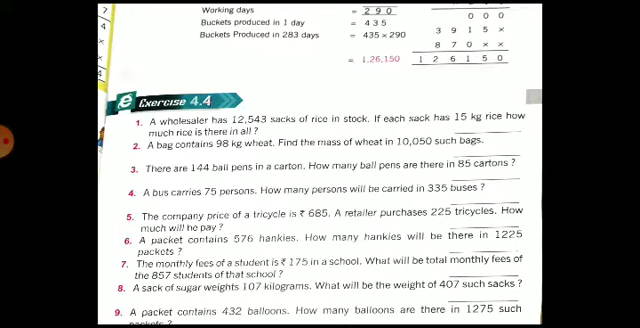 7
4
x
x
4
Working days = 2 9 0
Buckets produced in 1 day = 4 3 5
Buckets Produced in 283 days = 435 × 290
= 1,26,150
0 0 0
3 9 1 5 ×
8 7 0 × ×
1 2 6 1 5 0
e Exercise 4.4
1. A wholesaler has 12,543 sacks of rice in stock. If each sack has 15 kg rice how
much rice is there in all ?
2. A bag contains 98 kg wheat. Find the mass of wheat in 10,050 such bags.
3. There are 144 ball pens in a carton. How many ball pens are there in 85 cartons ?
4. A bus carries 75 persons. How many persons will be carried in 335 buses ?
5. The company price of a tricycle is ₹ 685. A retailer purchases 225 tricycles. How
much will he pay ?
6. A packet contains 576 hankies. How many hankies will be there in 1225
packets ?
7. The monthly fees of a student is ₹ 175 in a school. What will be total monthly fees of
the 857 students of that school ?
8. A sack of sugar weights 107 kilograms. What will be the weight of 407 such sacks ?
9. A packet contains 432 balloons. How many balloons are there in 1275 such
packets ?